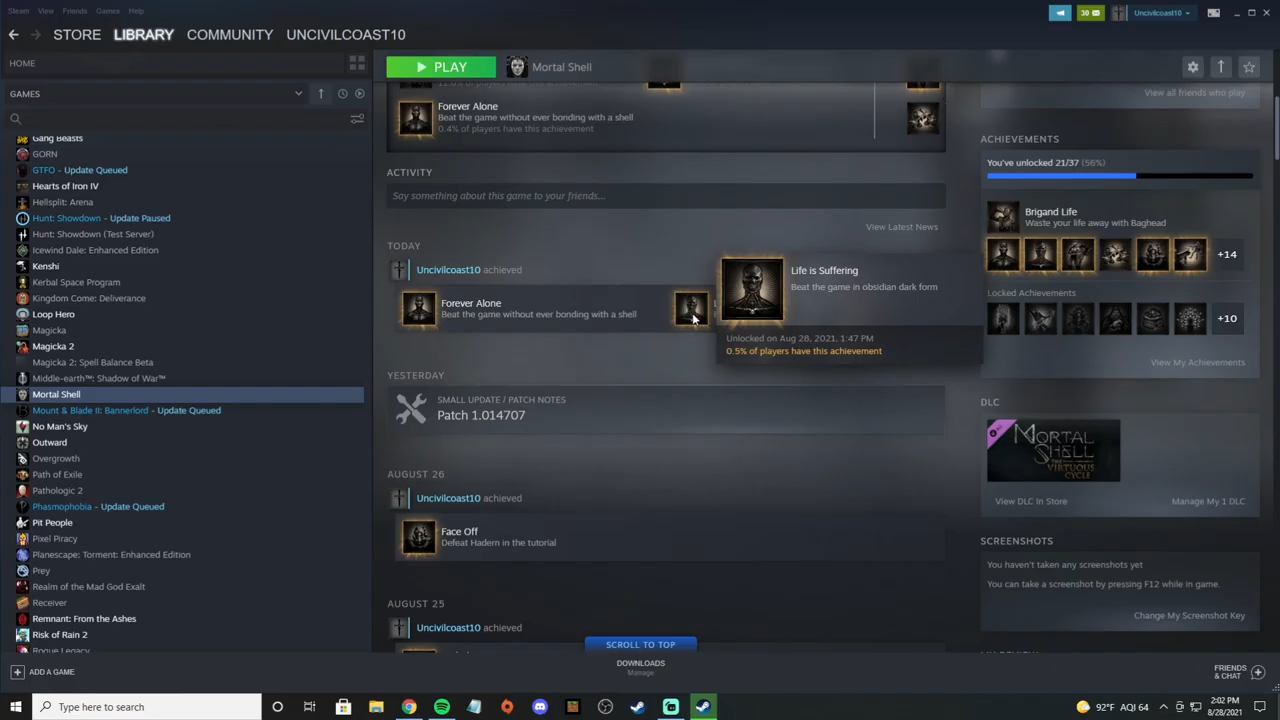 Steam View Friends Games Help
30
Uncivilcoast10
STORE LIBRARY COMMUNITY UNCIVILCOAST10
HOME
GAMES
Gang Beasts
GORN
GTFO - Update Queued
Hearts of Iron IV
Hellsplit: Arena
Hunt: Showdown - Update Paused
Hunt: Showdown (Test Server)
Icewind Dale: Enhanced Edition
Kenshi
Kerbal Space Program
Kingdom Come: Deliverance
Loop Hero
Magicka
Magicka 2
Magicka 2: Spell Balance Beta
Middle-earth™: Shadow of War™
Mortal Shell
Mount & Blade II: Bannerlord - Update Queued
No Man's Sky
Outward
Overgrowth
Path of Exile
Pathologic 2
Phasmophobia - Update Queued
Pit People
Pixel Piracy
Planescape: Torment: Enhanced Edition
Prey
Realm of the Mad God Exalt
Receiver
Remnant: From the Ashes
Risk of Rain 2
Rogue Legacy
ADD A GAME
PLAY
Mortal Shell
Forever Alone
Beat the game without ever bonding with a shell
0.4% of players have this achievement
ACTIVITY
Say something about this game to your friends...
View Latest News
TODAY
Uncivilcoast10 achieved
Forever Alone
Beat the game without ever bonding with a shell
Life is Suffering
Beat the game in obsidian dark form
Unlocked on Aug 28, 2021, 1:47 PM
0.5% of players have this achievement
YESTERDAY
SMALL UPDATE / PATCH NOTES
Patch 1.014707
AUGUST 26
Uncivilcoast10 achieved
Face Off
Defeat Hadern in the tutorial
AUGUST 25
Uncivilcoast10 achieved
SCROLL TO TOP
DOWNLOADS
Manage
View all friends who play
ACHIEVEMENTS
You've unlocked 21/37 (56%)
Brigand Life
Waste your life away with Baghead
+14
Locked Achievements
+10
View My Achievements
DLC
MORTAL SHELL
THE VIRTUOUS CYCLE
View DLC In Store
Manage My 1 DLC
SCREENSHOTS
You haven't taken any screenshots yet
You can take a screenshot by pressing F12 while in game.
Change My Screenshot Key
FRIENDS
& CHAT
Type here to search
92°F AQI 64
2:02 PM
8/28/2021